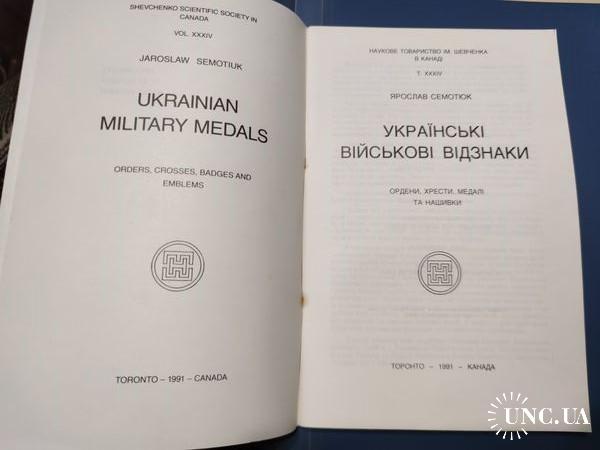 SHEVCHENKO SCIENTIFIC SOCIETY IN
CANADA
VOL. XXXIV
JAROSLAW SEMOTIUK
UKRAINIAN
MILITARY MEDALS
ORDERS, CROSSES, BADGES AND
EMBLEMS
TORONTO – 1991 – CANADA
НАУКОВЕ ТОВАРИСТВО ІМ. ШЕВЧЕНКА
В КАНАДІ
Т. XXXIV
ЯРОСЛАВ СЕМОТЮК
УКРАЇНСЬКІ
ВІЙСЬКОВІ ВІДЗНАКИ
ОРДЕНИ, ХРЕСТИ, МЕДАЛІ
ТА НАШИВКИ
ТОРОНТО – 1991 – КАНАДА
UNC.UA